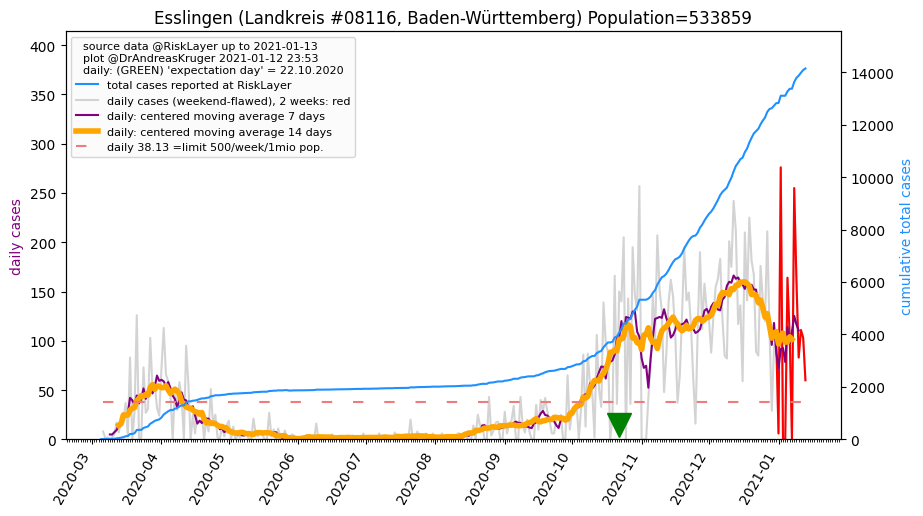 Esslingen (Landkreis #08116, Baden-Württemberg) Population=533859
source data @RiskLayer up to 2021-01-13
plot @DrAndreasKruger 2021-01-12 23:53
daily: (GREEN) 'expectation day' = 22.10.2020
total cases reported at RiskLayer
daily cases (weekend-flawed), 2 weeks: red
daily: centered moving average 7 days
daily: centered moving average 14 days
daily 38.13 =limit 500/week/1mio pop.
daily cases
400
350
300
250
200
150
100
50
0
cumulative total cases
14000
12000
10000
8000
6000
4000
2000
0
2020-03
2020-04
2020-05
2020-06
2020-07
2020-08
2020-09
2020-10
2020-11
2020-12
2021-01